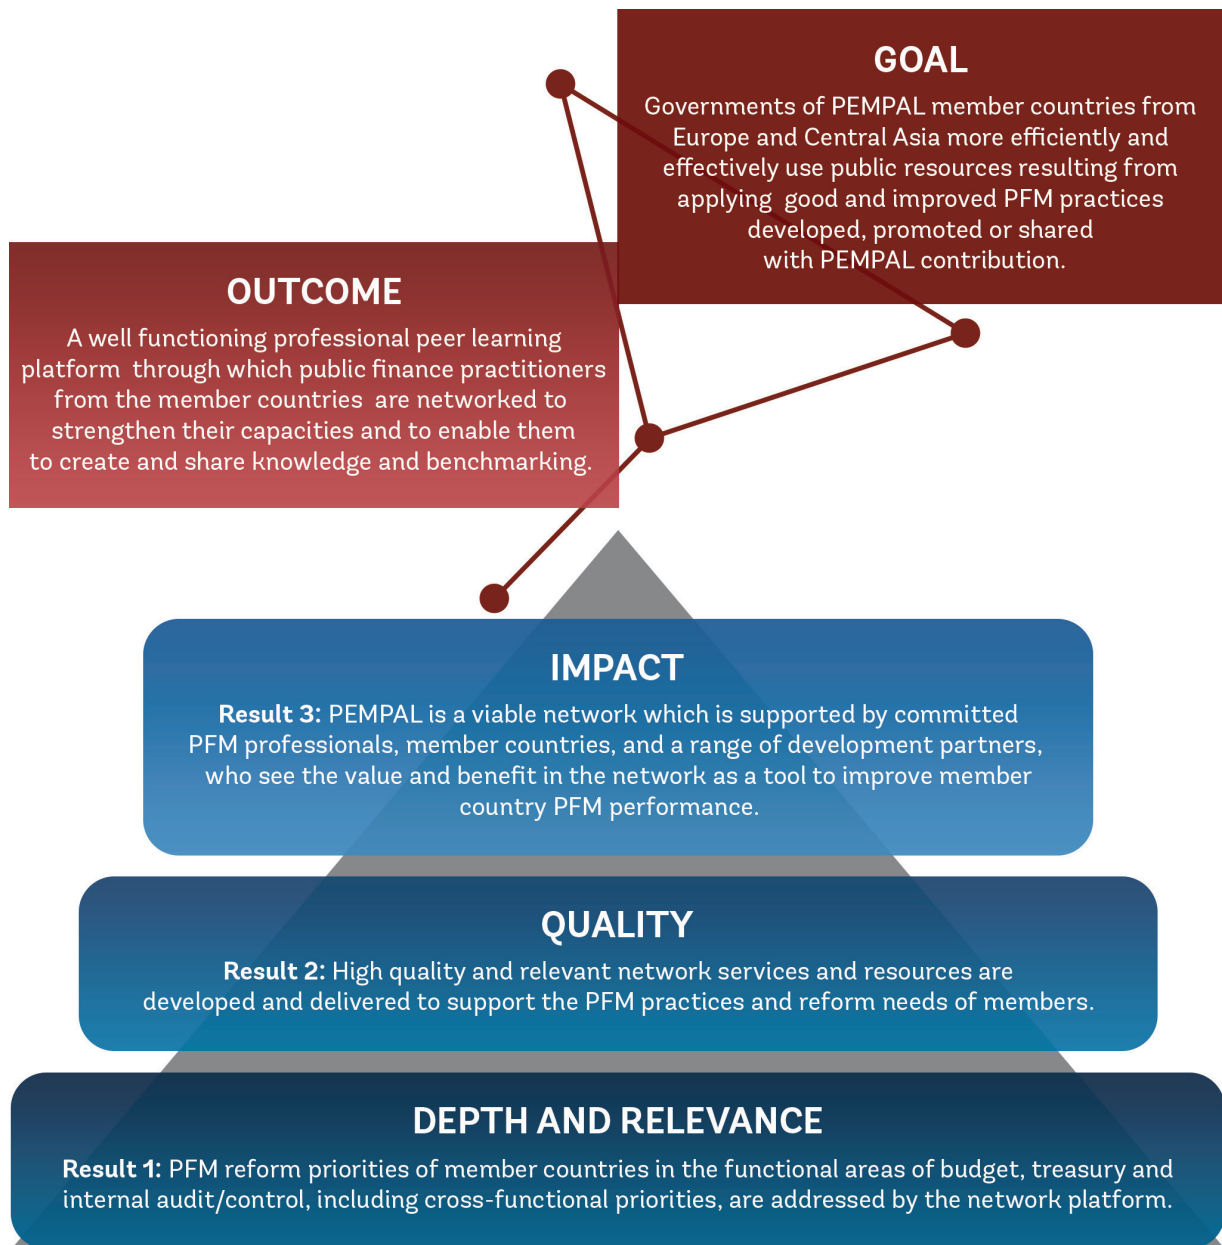 GOAL
Governments of PEMPAL member countries from
Europe and Central Asia more efficiently and
effectively use public resources resulting from
applying  good and improved PFM practices
developed, promoted or shared
with PEMPAL contribution.
OUTCOME
A well functioning professional peer learning
platform  through which public finance practitioners
from the member countries  are networked to
strengthen their capacities and to enable them
to create and share knowledge and benchmarking.
IMPACT
Result 3: PEMPAL is a viable network which is supported by committed
PFM professionals, member countries, and a range of development partners,
who see the value and benefit in the network as a tool to improve member
country PFM performance.
QUALITY
Result 2: High quality and relevant network services and resources are
developed and delivered to support the PFM practices and reform needs of members.
DEPTH AND RELEVANCE
Result 1: PFM reform priorities of member countries in the functional areas of budget, treasury and
internal audit/control, including cross-functional priorities, are addressed by the network platform.